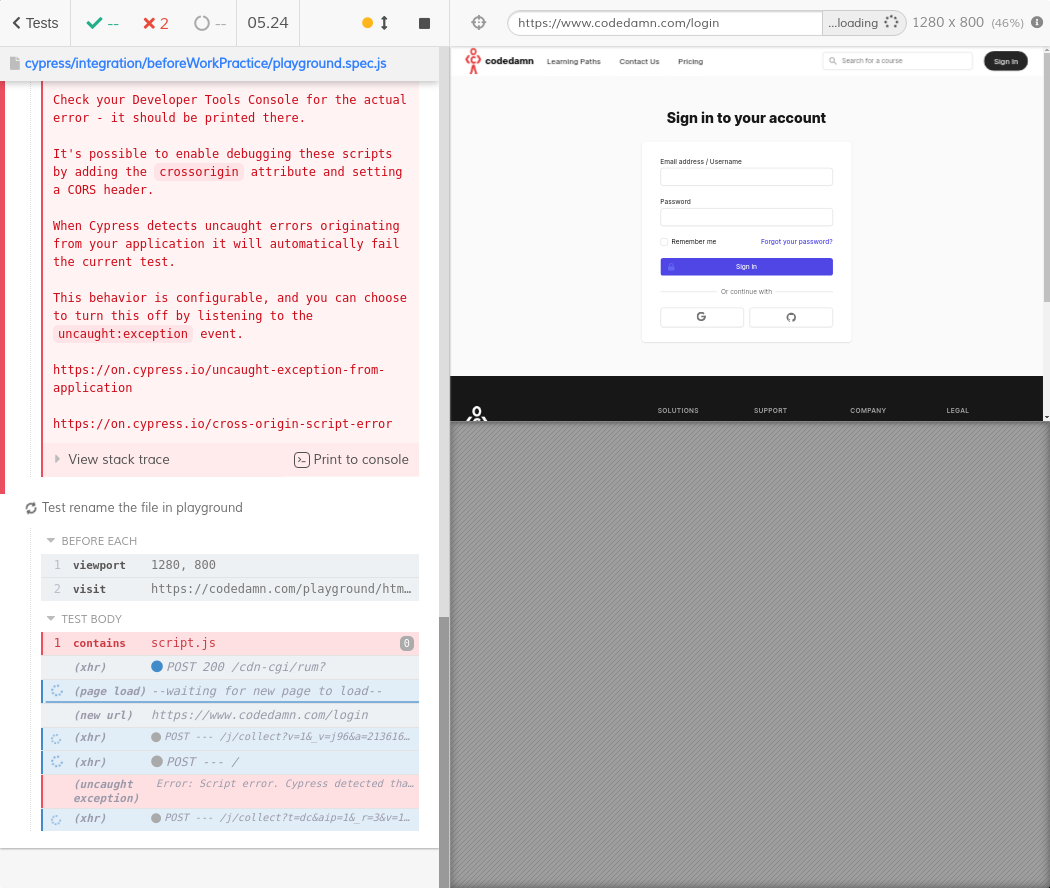 Tests
--
2
--
05.24
https://www.codedamn.com/login
...loading
1280 x 800 (46%)
cypress/integration/beforeWorkPractice/playground.spec.js
Check your Developer Tools Console for the actual
error - it should be printed there.
It's possible to enable debugging these scripts
by adding the crossorigin attribute and setting
a CORS header.
When Cypress detects uncaught errors originating
from your application it will automatically fail
the current test.
This behavior is configurable, and you can choose
to turn this off by listening to the
uncaught:exception event.
https://on.cypress.io/uncaught-exception-from-
application
https://on.cypress.io/cross-origin-script-error
View stack trace
Print to console
Test rename the file in playground
BEFORE EACH
1 viewport 1280, 800
2 visit https://codedamn.com/playground/htm...
TEST BODY
1 contains script.js 0
(xhr) POST 200 /cdn-cgi/rum?
(page load) --waiting for new page to load--
(new url) https://www.codedamn.com/login
(xhr) POST --- /j/collect?v=1&_v=j96&a=213616...
(xhr) POST --- /
(uncaught Error: Script error. Cypress detected tha...
exception)
(xhr) POST --- /j/collect?t=dc&aip=1&_r=3&v=1...
codedamn
Learning Paths
Contact Us
Pricing
Search for a course
Sign In
Sign in to your account
Email address / Username
Password
Remember me
Forgot your password?
Sign in
Or continue with
G
SOLUTIONS
SUPPORT
COMPANY
LEGAL